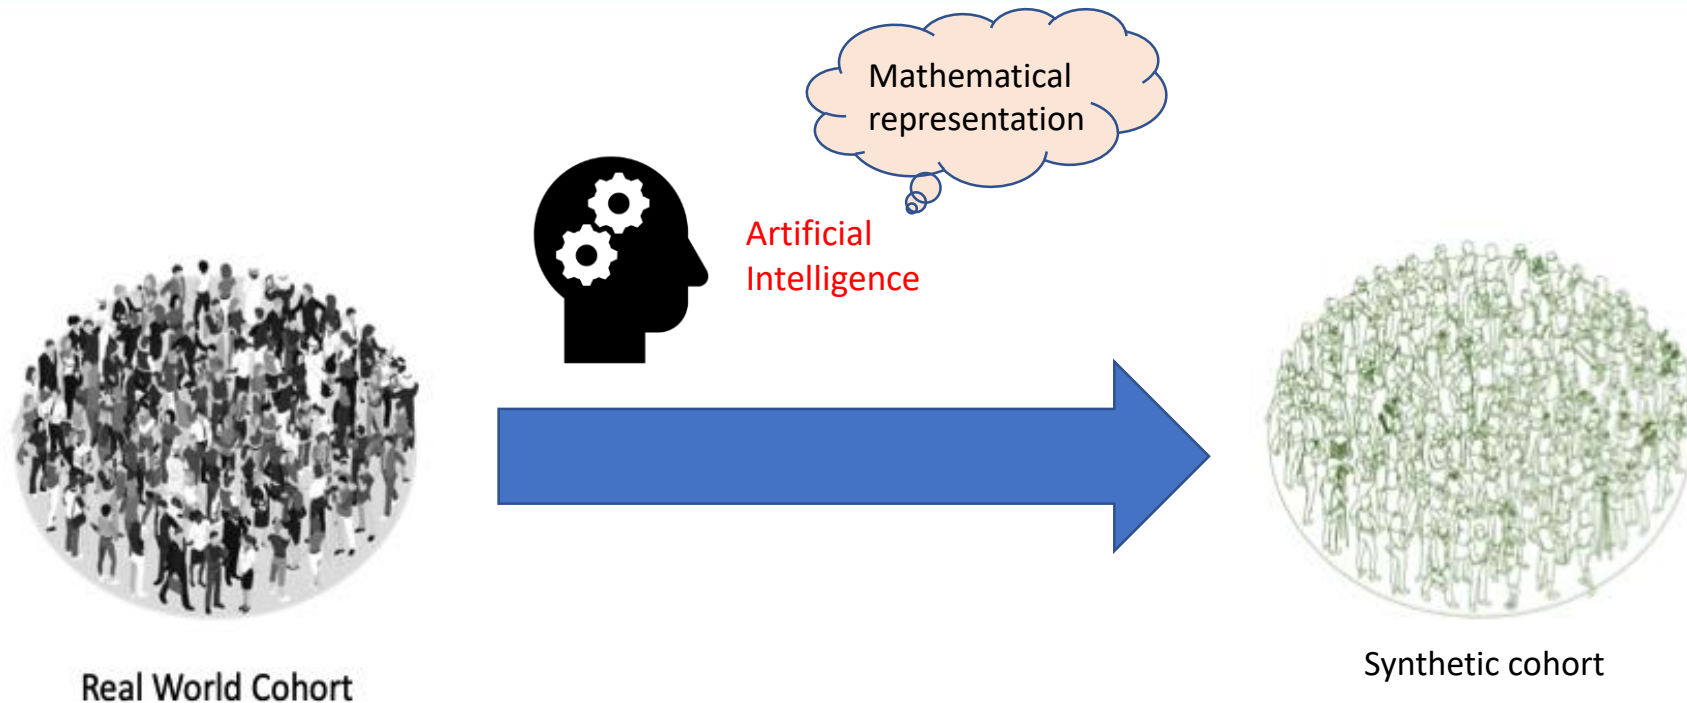 Mathematical
representation
Artificial
Intelligence
Real World Cohort
Synthetic cohort